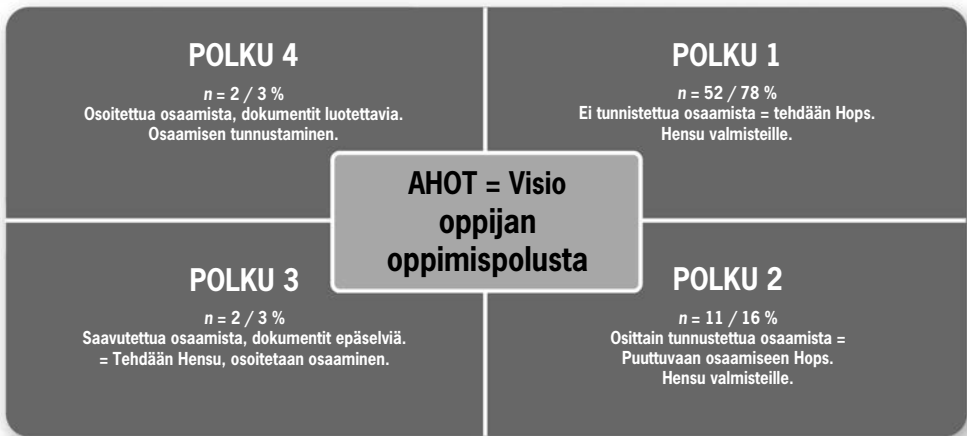 POLKU 4
n = 2 / 3 %
Osoitettua osaamista, dokumentit luotettavia.
Osaamisen tunnustaminen.
POLKU 1
n = 52 / 78 %
Ei tunnistettua osaamista = tehdään Hops.
Hensu valmisteille.
AHOT = Visio
oppijan
oppimispolusta
POLKU 3
n = 2 / 3 %
Saavutettua osaamista, dokumentit epäselviä.
= Tehdään Hensu, osoitetaan osaaminen.
POLKU 2
n = 11 / 16 %
Osittain tunnustettua osaamista =
Puuttuvaan osaamiseen Hops.
Hensu valmisteille.